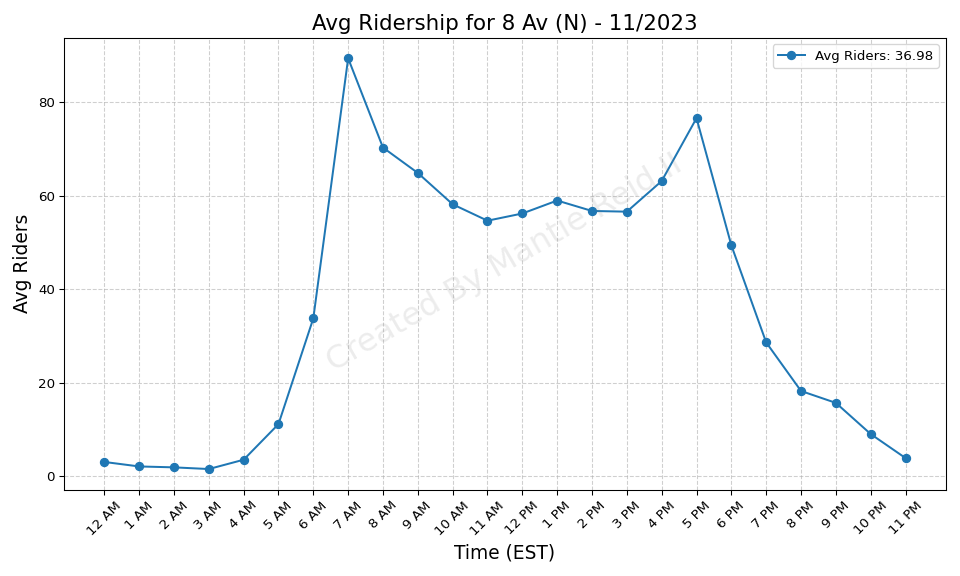 Avg Ridership for 8 Av (N) - 11/2023
Avg Riders: 36.98
Avg Riders
80
60
40
20
0
Created By Mantie Reid II
12 AM 1 AM 2 AM 3 AM 4 AM 5 AM 6 AM 7 AM 8 AM 9 AM 10 AM 11 AM 12 PM 1 PM 2 PM 3 PM 4 PM 5 PM 6 PM 7 PM 8 PM 9 PM 10 PM 11 PM
Time (EST)